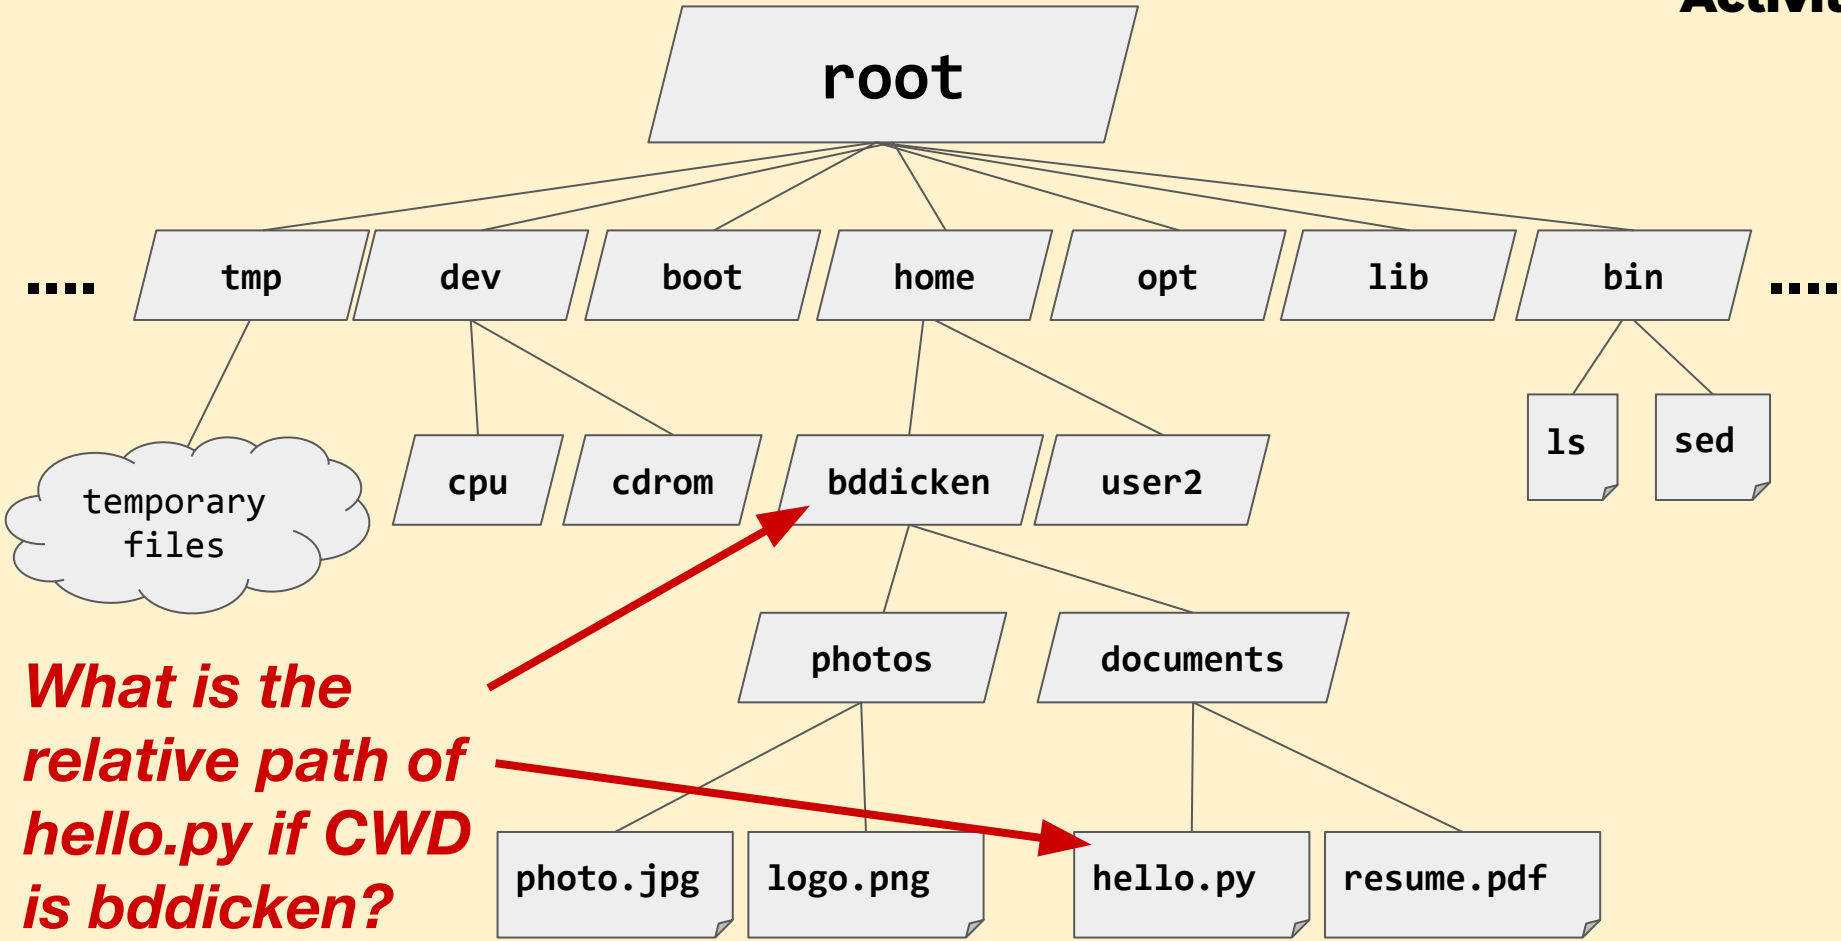 root
tmp
dev
boot
home
opt
lib
bin
ls
sed
cpu
cdrom
bddicken
user2
temporary
files
photos
documents
What is the
relative path of
hello.py if CWD
is bddicken?
photo.jpg
logo.png
hello.py
resume.pdf